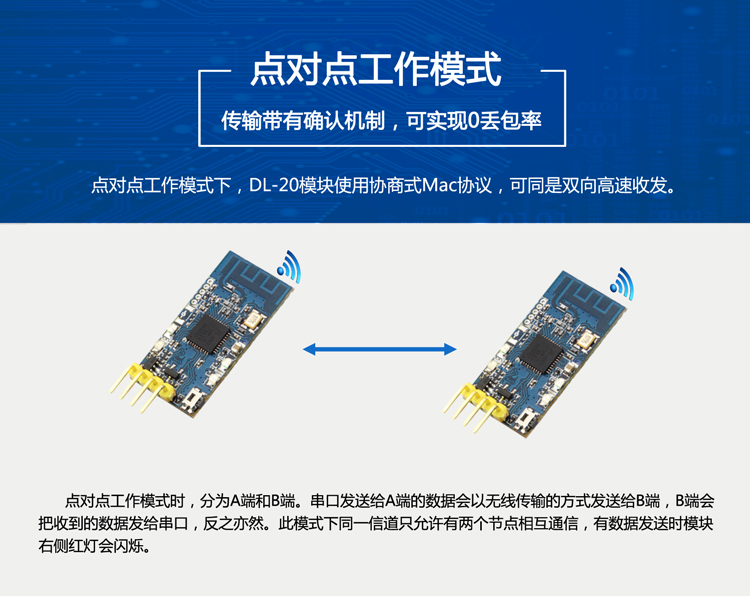 点对点工作模式
传输带有确认机制，可实现0丢包率
点对点工作模式下，DL-20模块使用协商式Mac协议，可同是双向高速收发。
点对点工作模式时，分为A端和B端。串口发送给A端的数据会以无线传输的方式发送给B端，B端会
把收到的数据发给串口，反之亦然。此模式下同一信道只允许有两个节点相互通信，有数据发送时模块
右侧红灯会闪烁。